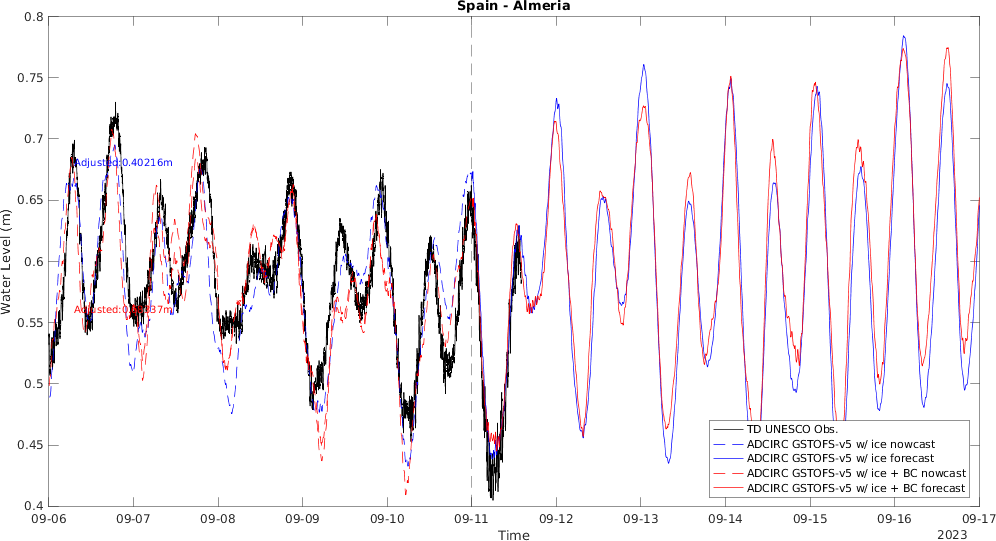 Spain - Almeria
0.8
0.75
0.7
0.65
0.6
0.55
0.5
0.45
0.4
Water Level (m)
Adjusted:0.40216m
TD UNESCO Obs.
ADCIRC GSTOFS-v5 w/ ice nowcast
ADCIRC GSTOFS-v5 w/ ice forecast
ADCIRC GSTOFS-v5 w/ ice + BC nowcast
ADCIRC GSTOFS-v5 w/ ice + BC forecast
09-06 09-07 09-08 09-09 09-10 09-11 09-12 09-13 09-14 09-15 09-16 09-17
Time
2023